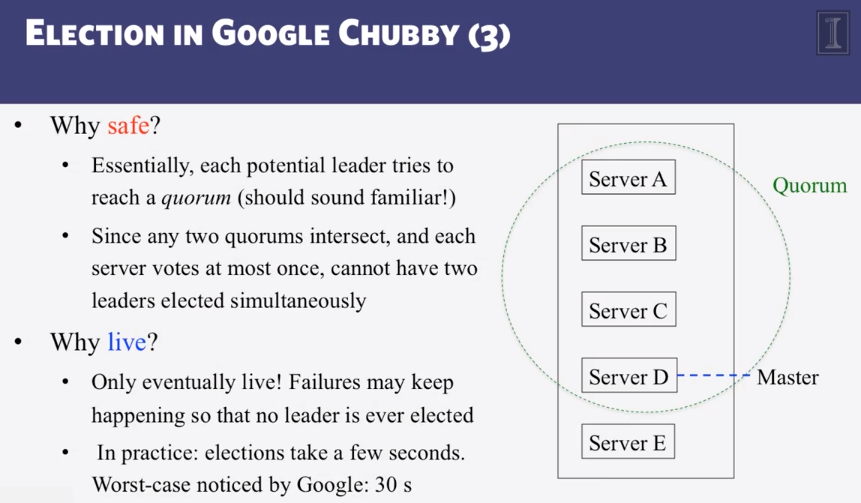 ELECTION IN GOOGLE CHUBBY (3)
• Why safe?
• Essentially, each potential leader tries to
reach a quorum (should sound familiar!)
• Since any two quorums intersect, and each
server votes at most once, cannot have two
leaders elected simultaneously
• Why live?
• Only eventually live! Failures may keep
happening so that no leader is ever elected
• In practice: elections take a few seconds.
Worst-case noticed by Google: 30 s
Server A
Quorum
Server B
Server C
Server D
Master
Server E
I